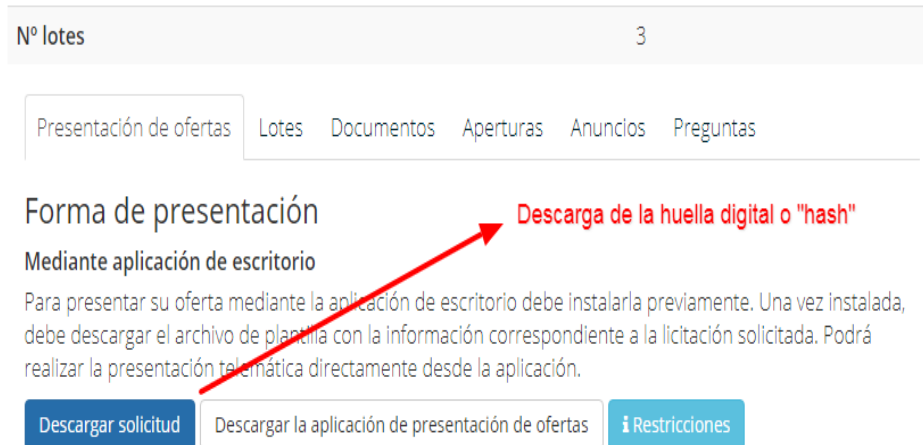 Nº lotes 3
Presentación de ofertas Lotes Documentos Aperturas Anuncios Preguntas
Forma de presentación
Descarga de la huella digital o "hash"
Mediante aplicación de escritorio
Para presentar su oferta mediante la aplicación de escritorio debe instalarla previamente. Una vez instalada,
debe descargar el archivo de plantilla con la información correspondiente a la licitación solicitada. Podrá
realizar la presentación telemática directamente desde la aplicación.
Descargar solicitud Descargar la aplicación de presentación de ofertas i Restricciones